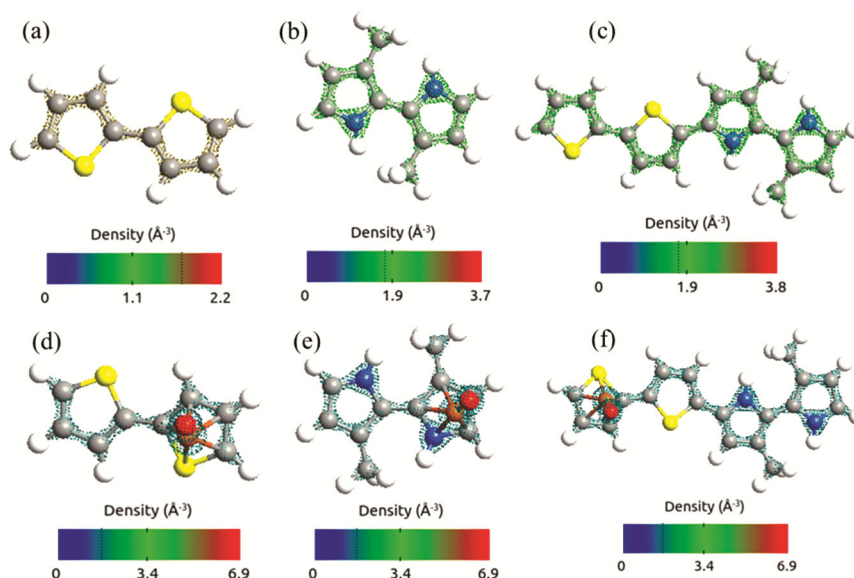 (a)
(b)
(c)
Density (Å-3)
0 1.1 2.2
Density (Å-3)
0 1.9 3.7
Density (Å-3)
0 1.9 3.8
(d)
(e)
(f)
Density (Å-3)
0 3.4 6.9
Density (Å-3)
0 3.4 6.9
Density (Å-3)
0 3.4 6.9